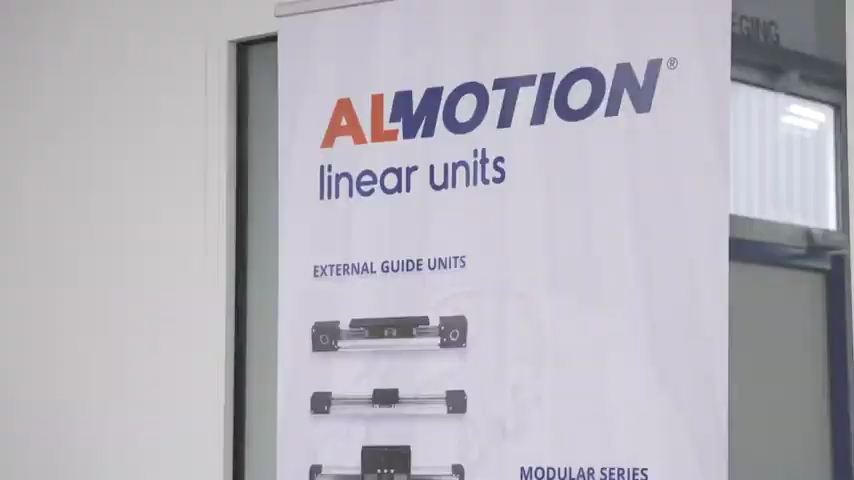 ALMOTION®
linear units
EXTERNAL GUIDE UNITS
MODULAR SERIES